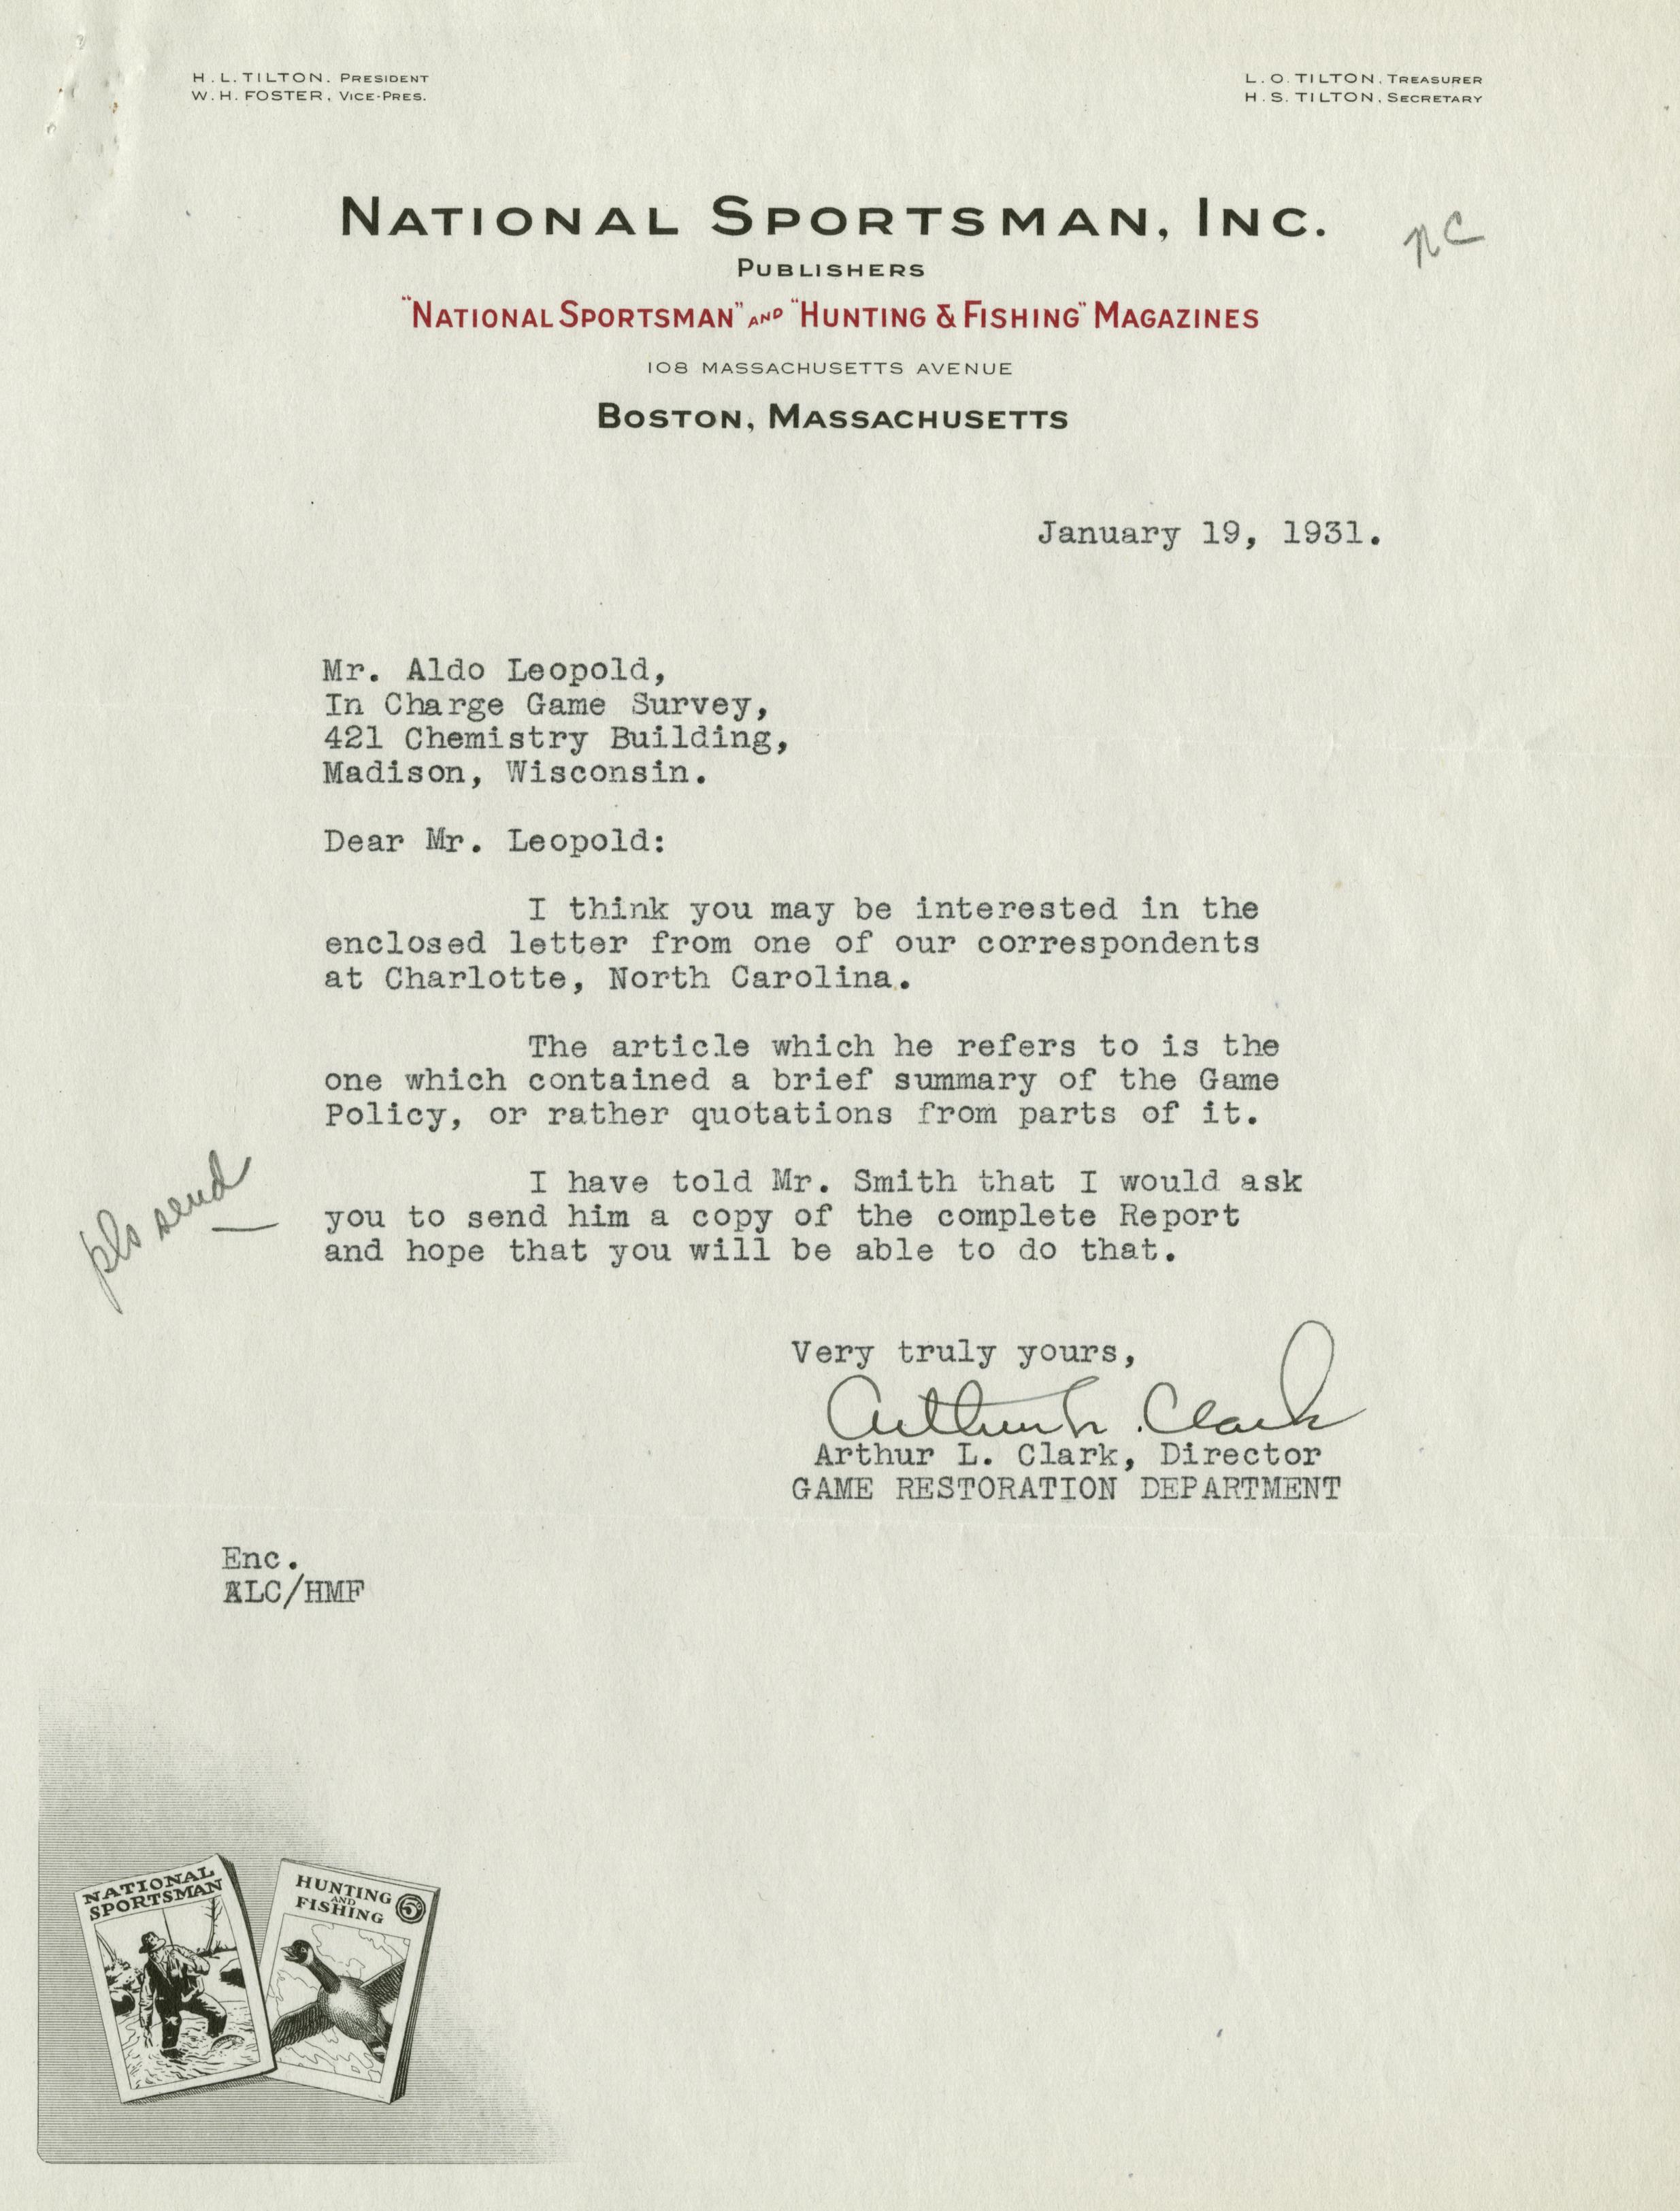 H. L. TILTON, PRESIDENT
W. H. FOSTER, VICE-PRES.
L. O. TILTON, TREASURER
H. S. TILTON, SECRETARY
NATIONAL SPORTSMAN, INC.
nc
PUBLISHERS
"NATIONAL SPORTSMAN" AND "HUNTING & FISHING" MAGAZINES
108 MASSACHUSETTS AVENUE
BOSTON, MASSACHUSETTS
January 19, 1931.
Mr. Aldo Leopold,
In Charge Game Survey,
421 Chemistry Building,
Madison, Wisconsin.
Dear Mr. Leopold:
I think you may be interested in the
enclosed letter from one of our correspondents
at Charlotte, North Carolina.
The article which he refers to is the
one which contained a brief summary of the Game
Policy, or rather quotations from parts of it.
pls send
I have told Mr. Smith that I would ask
you to send him a copy of the complete Report
and hope that you will be able to do that.
Very truly yours,
Arthur L. Clark
Arthur L. Clark, Director
GAME RESTORATION DEPARTMENT
Enc.
ALC/HMF
NATIONAL
SPORTSMAN
HUNTING
AND
FISHING
5¢